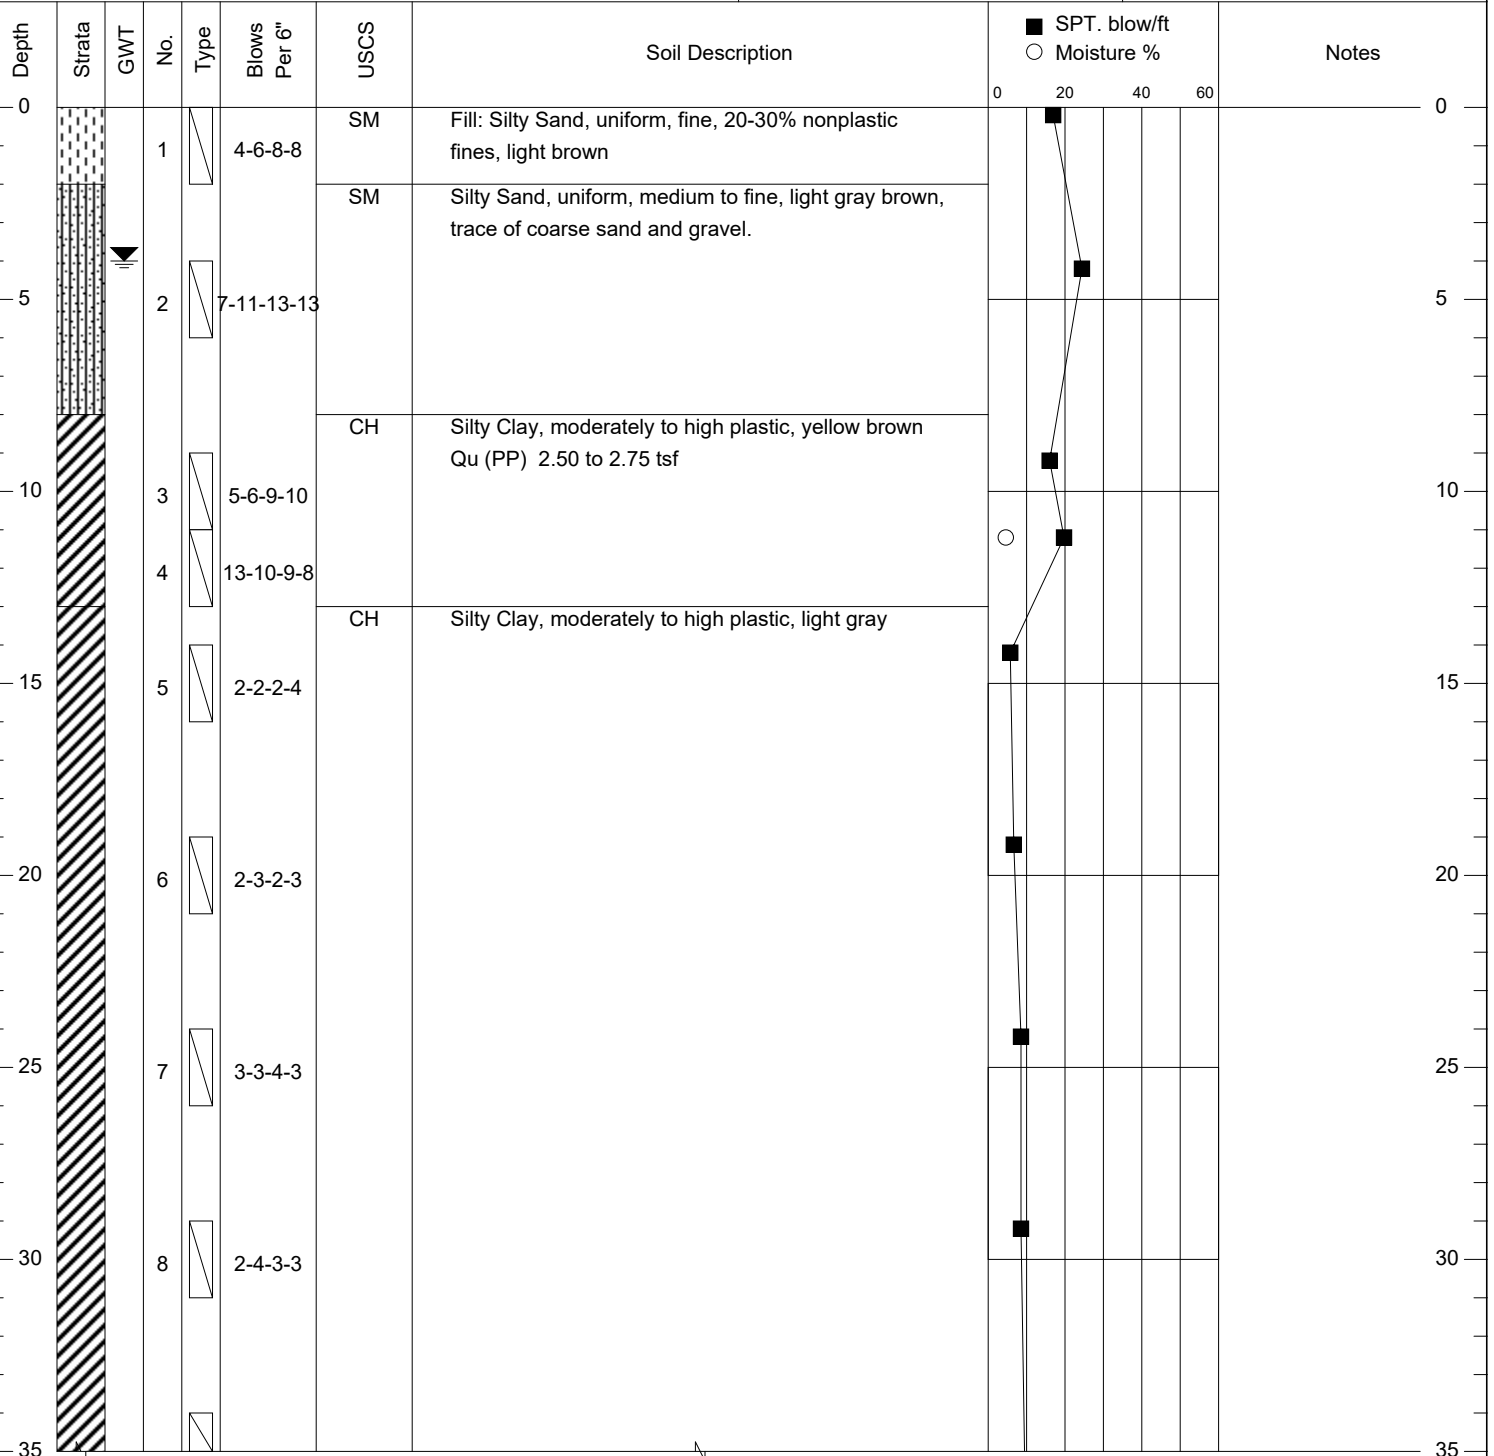 Depth
Strata
GWT
No.
Type
Blows
Per 6"
USCS
Soil Description
SPT. blow/ft
Moisture %
0 20 40 60
Notes
0
SM Fill: Silty Sand, uniform, fine, 20-30% nonplastic
fines, light brown
1 4-6-8-8
SM Silty Sand, uniform, medium to fine, light gray brown,
trace of coarse sand and gravel.
5 2 7-11-13-13 5
CH Silty Clay, moderately to high plastic, yellow brown
Qu (PP) 2.50 to 2.75 tsf
10 3 5-6-9-10 10
4 13-10-9-8
CH Silty Clay, moderately to high plastic, light gray
15 5 2-2-2-4 15
20 6 2-3-2-3 20
25 7 3-3-4-3 25
30 8 2-4-3-3 30
35 35
0